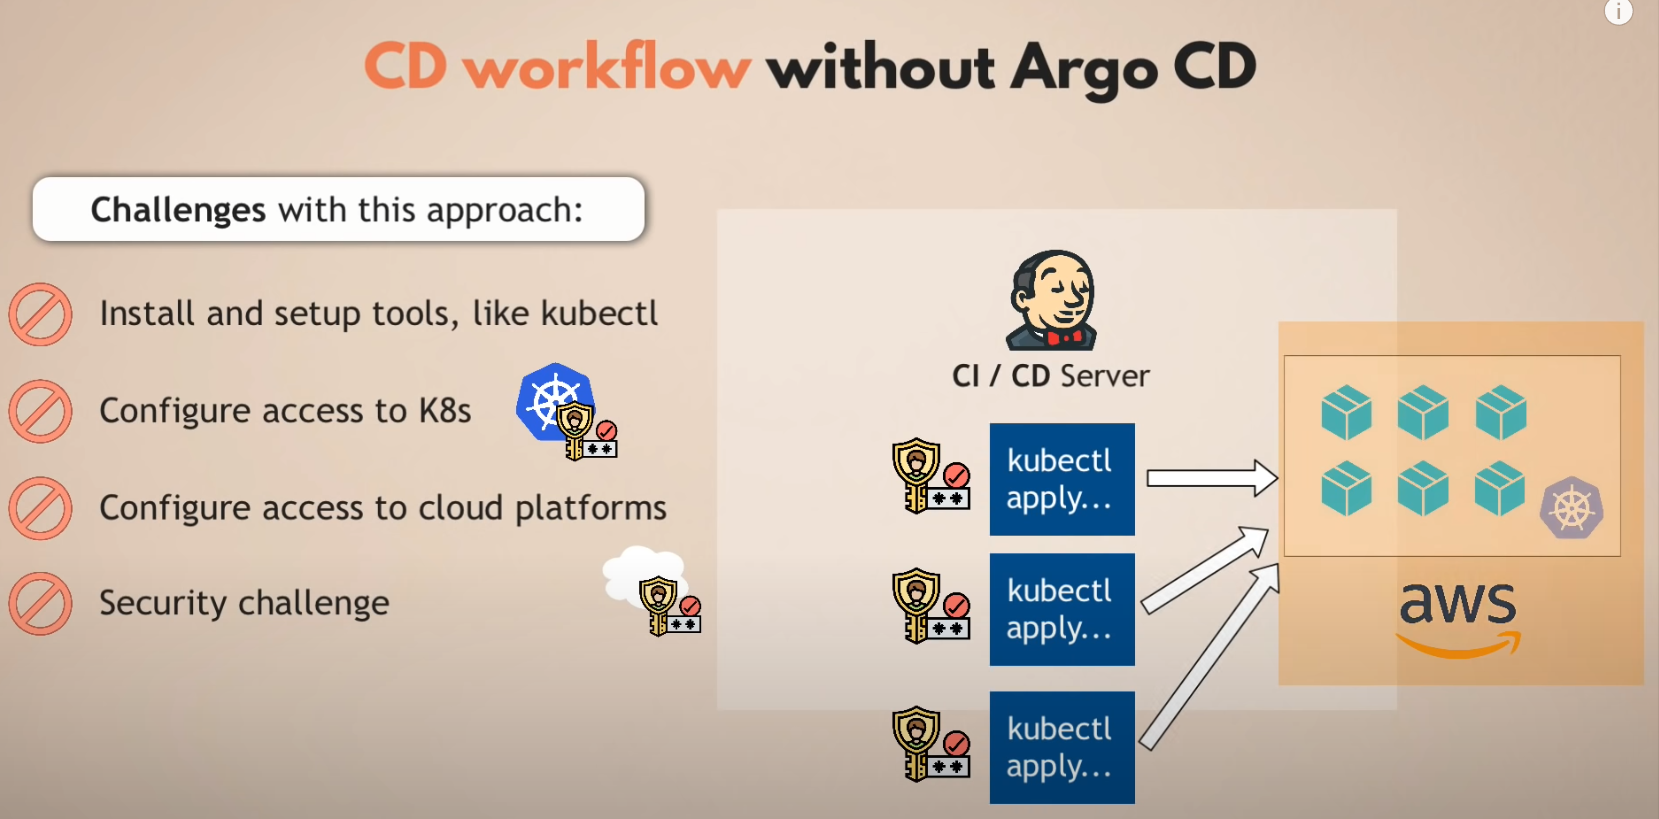 CD workflow without Argo CD
Challenges with this approach:
Install and setup tools, like kubectl
Configure access to K8s
Configure access to cloud platforms
Security challenge
CI / CD Server
kubectl
apply...
kubectl
apply...
kubectl
apply...
aws
i
**
**
**
**
**